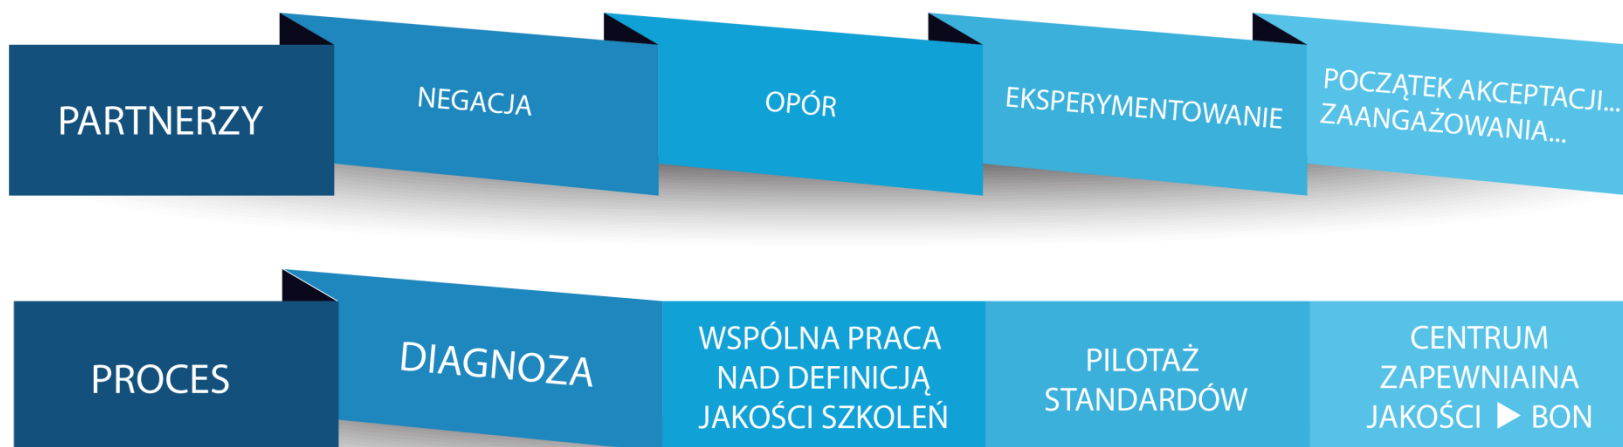 PARTNERZY
NEGACJA
OPÓR
EKSPERYMENTOWANIE
POCZĄTEK AKCEPTACJI...
ZAANGAŻOWANIA...
PROCES
DIAGNOZA
WSPÓLNA PRACA
NAD DEFINICJĄ
JAKOŚCI SZKOLEŃ
PILOTAŻ
STANDARDÓW
CENTRUM
ZAPEWNIAINA
JAKOŚCI ▶ BON